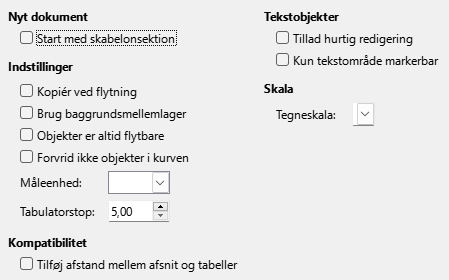 Nyt dokument
Start med skabelonsektion
Indstillinger
Kopiér ved flytning
Brug baggrundsmellemlager
Objekter er altid flytbare
Forvrid ikke objekter i kurven
Måleenhed:
Tabulatorstop: 5,00
Kompatibilitet
Tilføj afstand mellem afsnit og tabeller
Tekstobjekter
Tillad hurtig redigering
Kun tekstområde markerbar
Skala
Tegneskala: